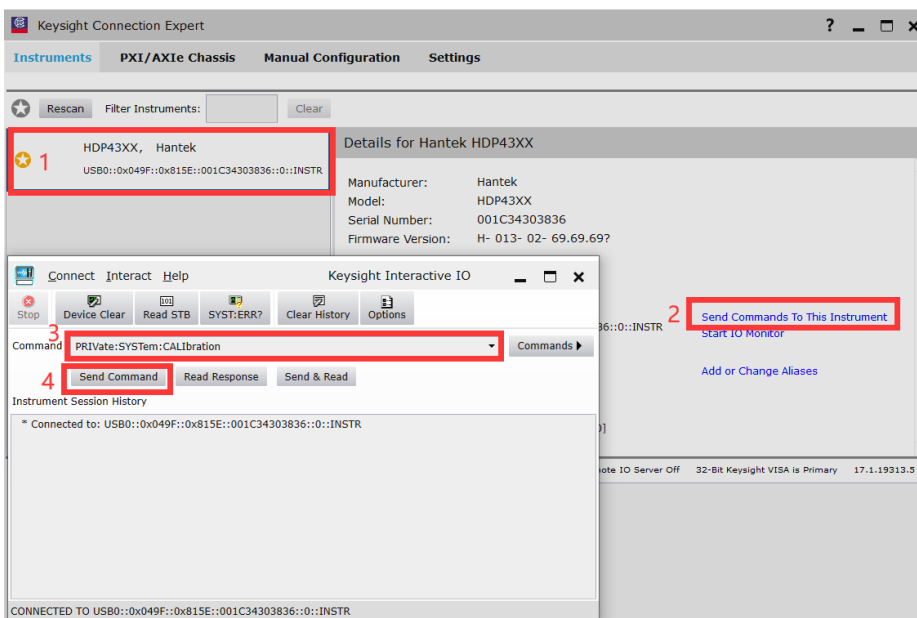 Keysight Connection Expert
?
Instruments PXI/AXIe Chassis Manual Configuration Settings
Rescan Filter Instruments: Clear
1
HDP43XX, Hantek
USB0::0x049F::0x815E::001C34303836::0::INSTR
Details for Hantek HDP43XX
Manufacturer: Hantek
Model: HDP43XX
Serial Number: 001C34303836
Firmware Version: H- 013- 02- 69.69.69?
36::0::INSTR
2
Send Commands To This Instrument
Start IO Monitor
Add or Change Aliases
0]
ote IO Server Off 32-Bit Keysight VISA is Primary 17.1.19313.5
Connect Interact Help Keysight Interactive IO
Stop Device Clear Read STB SYST:ERR? Clear History Options
3
Command PRIVate:SYSTem:CALIbration Commands
4
Send Command Read Response Send & Read
Instrument Session History
* Connected to: USB0::0x049F::0x815E::001C34303836::0::INSTR
CONNECTED TO USB0::0x049F::0x815E::001C34303836::0::INSTR